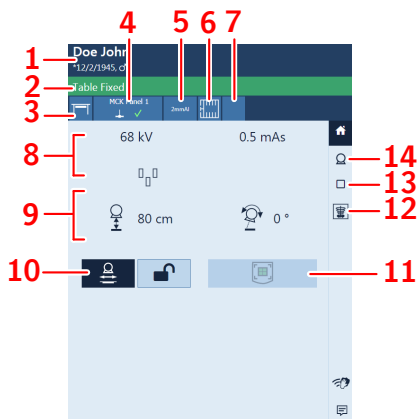 4 5 6 7
Doe John
1
*12/2/1945, ♂
2 Table Fixed
3 MCK Panel 1 2mmAl
8 68 kV 0.5 mAs
14
13
9 80 cm 0 ° 12
10 11